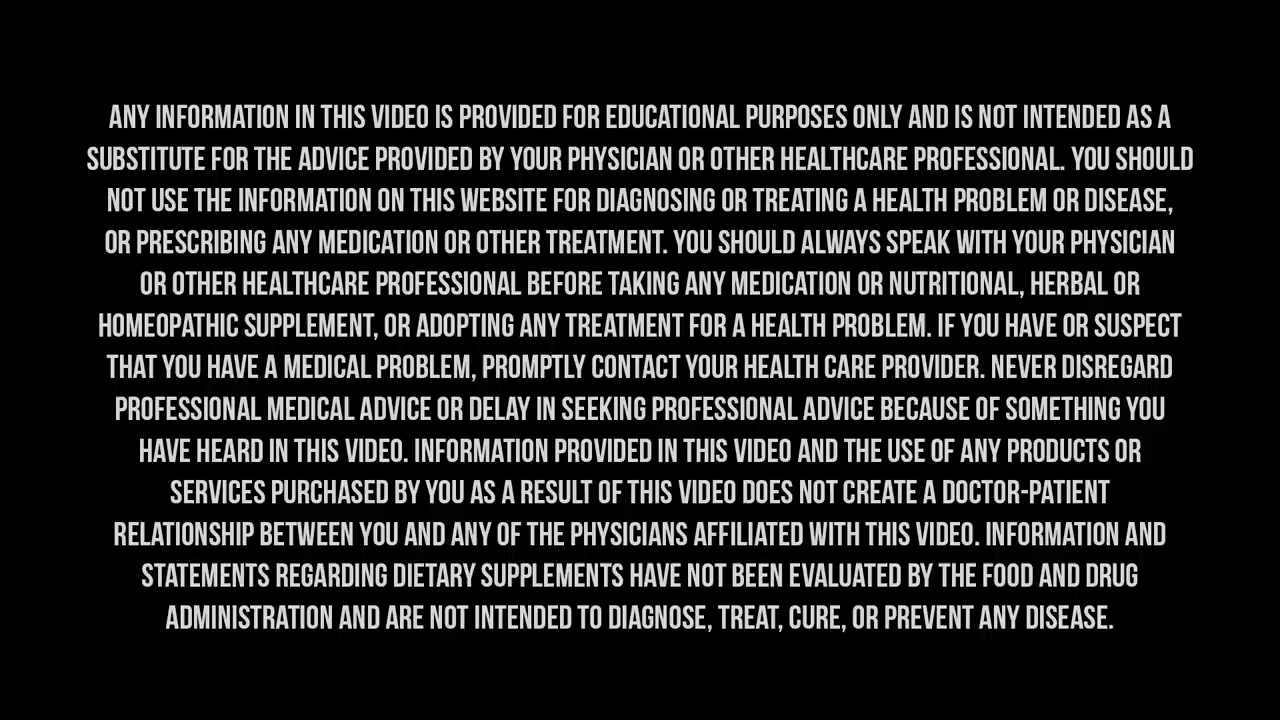 ANY INFORMATION IN THIS VIDEO IS PROVIDED FOR EDUCATIONAL PURPOSES ONLY AND IS NOT INTENDED AS A
SUBSTITUTE FOR THE ADVICE PROVIDED BY YOUR PHYSICIAN OR OTHER HEALTHCARE PROFESSIONAL. YOU SHOULD
NOT USE THE INFORMATION ON THIS WEBSITE FOR DIAGNOSING OR TREATING A HEALTH PROBLEM OR DISEASE,
OR PRESCRIBING ANY MEDICATION OR OTHER TREATMENT. YOU SHOULD ALWAYS SPEAK WITH YOUR PHYSICIAN
OR OTHER HEALTHCARE PROFESSIONAL BEFORE TAKING ANY MEDICATION OR NUTRITIONAL, HERBAL OR
HOMEOPATHIC SUPPLEMENT, OR ADOPTING ANY TREATMENT FOR A HEALTH PROBLEM. IF YOU HAVE OR SUSPECT
THAT YOU HAVE A MEDICAL PROBLEM, PROMPTLY CONTACT YOUR HEALTH CARE PROVIDER. NEVER DISREGARD
PROFESSIONAL MEDICAL ADVICE OR DELAY IN SEEKING PROFESSIONAL ADVICE BECAUSE OF SOMETHING YOU
HAVE HEARD IN THIS VIDEO. INFORMATION PROVIDED IN THIS VIDEO AND THE USE OF ANY PRODUCTS OR
SERVICES PURCHASED BY YOU AS A RESULT OF THIS VIDEO DOES NOT CREATE A DOCTOR-PATIENT
RELATIONSHIP BETWEEN YOU AND ANY OF THE PHYSICIANS AFFILIATED WITH THIS VIDEO. INFORMATION AND
STATEMENTS REGARDING DIETARY SUPPLEMENTS HAVE NOT BEEN EVALUATED BY THE FOOD AND DRUG
ADMINISTRATION AND ARE NOT INTENDED TO DIAGNOSE, TREAT, CURE, OR PREVENT ANY DISEASE.